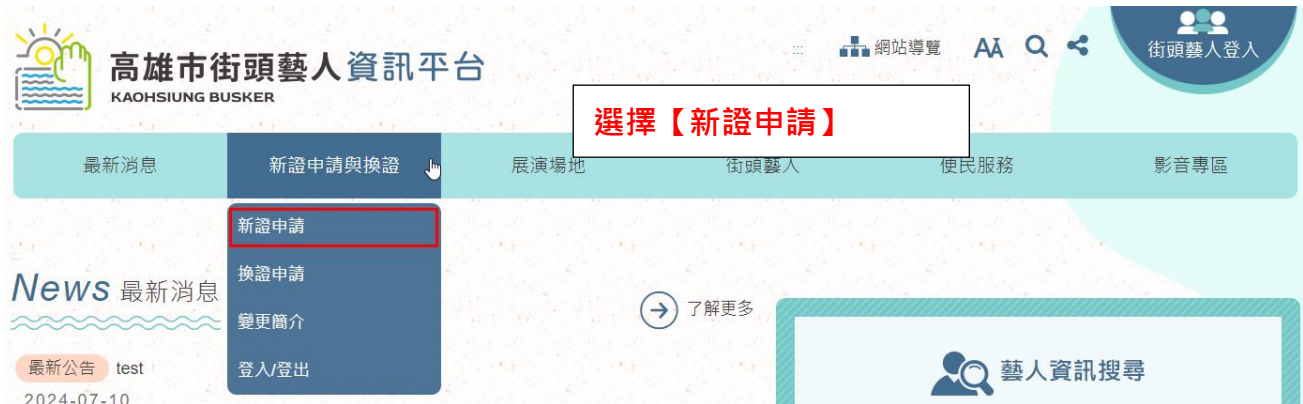 網站導覽
街頭藝人登入
高雄市街頭藝人資訊平台
KAOHSIUNG BUSKER
選擇【新證申請】
最新消息
新證申請與換證
展演場地
街頭藝人
便民服務
影音專區
新證申請
換證申請
變更簡介
登入/登出
News 最新消息
了解更多
最新公告 test
2024-07-10
藝人資訊搜尋